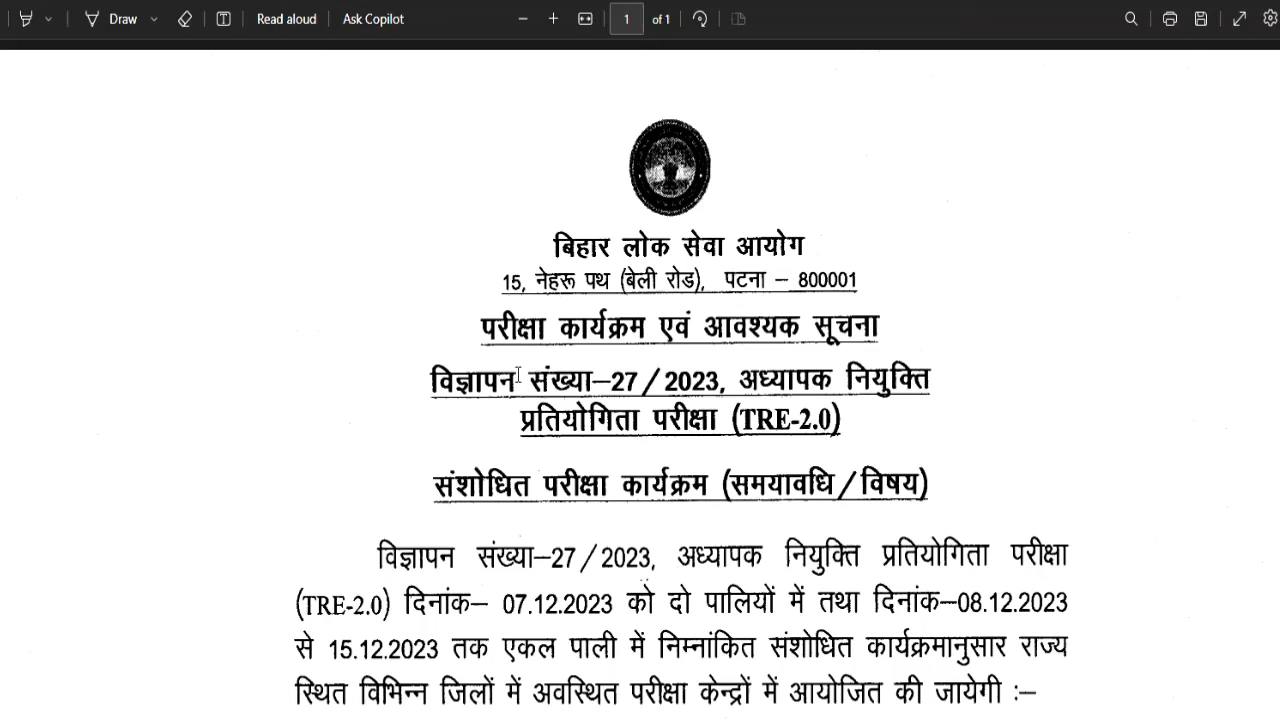 Draw
Read aloud
Ask Copilot
1
of 1
बिहार लोक सेवा आयोग
15, नेहरू पथ (बेली रोड), पटना – 800001
परीक्षा कार्यक्रम एवं आवश्यक सूचना
विज्ञापन संख्या–27/2023, अध्यापक नियुक्ति
प्रतियोगिता परीक्षा (TRE-2.0)
संशोधित परीक्षा कार्यक्रम (समयावधि/विषय)
विज्ञापन संख्या–27/2023, अध्यापक नियुक्ति प्रतियोगिता परीक्षा
(TRE-2.0) दिनांक– 07.12.2023 को दो पालियों में तथा दिनांक–08.12.2023
से 15.12.2023 तक एकल पाली में निम्नांकित संशोधित कार्यक्रमानुसार राज्य
स्थित विभिन्न जिलों में अवस्थित परीक्षा केन्द्रों में आयोजित की जायेगी :–